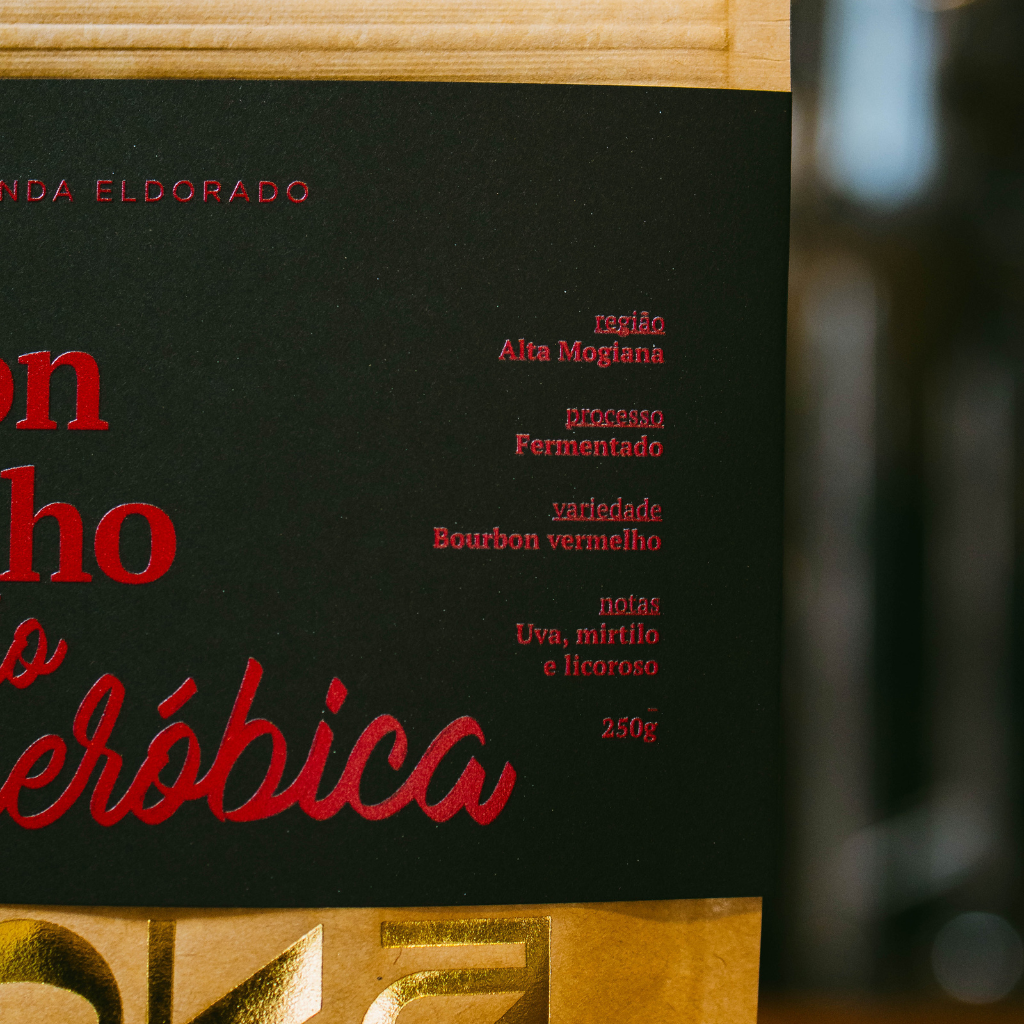 NDA ELDORADO
on
ho
o
eróbica
região
Alta Mogiana
processo
Fermentado
variedade
Bourbon vermelho
notas
Uva, mirtilo
e licoroso
250g